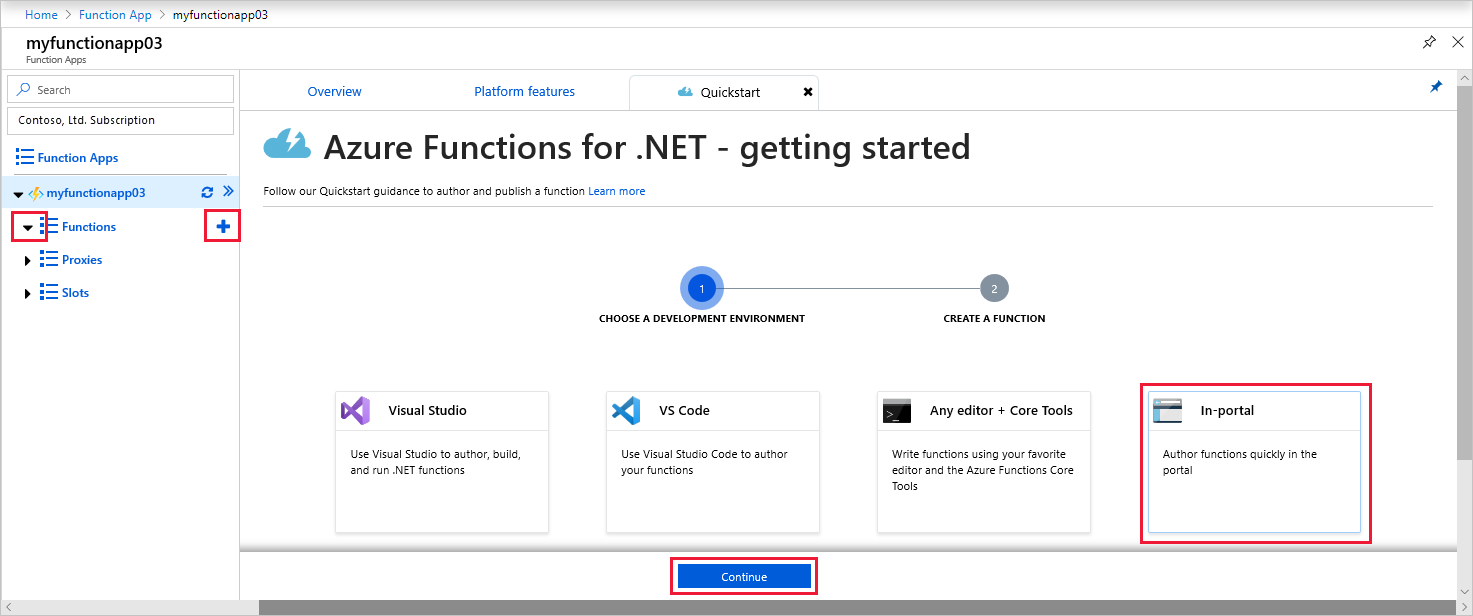 Home > Function App > myfunctionapp03
myfunctionapp03
Function Apps
Search
Contoso, Ltd. Subscription
Function Apps
myfunctionapp03
Functions
Proxies
Slots
Overview Platform features Quickstart
Azure Functions for .NET - getting started
Follow our Quickstart guidance to author and publish a function Learn more
1 2
CHOOSE A DEVELOPMENT ENVIRONMENT CREATE A FUNCTION
Visual Studio
Use Visual Studio to author, build,
and run .NET functions
VS Code
Use Visual Studio Code to author
your functions
>_
Any editor + Core Tools
Write functions using your favorite
editor and the Azure Functions Core
Tools
In-portal
Author functions quickly in the
portal
Continue